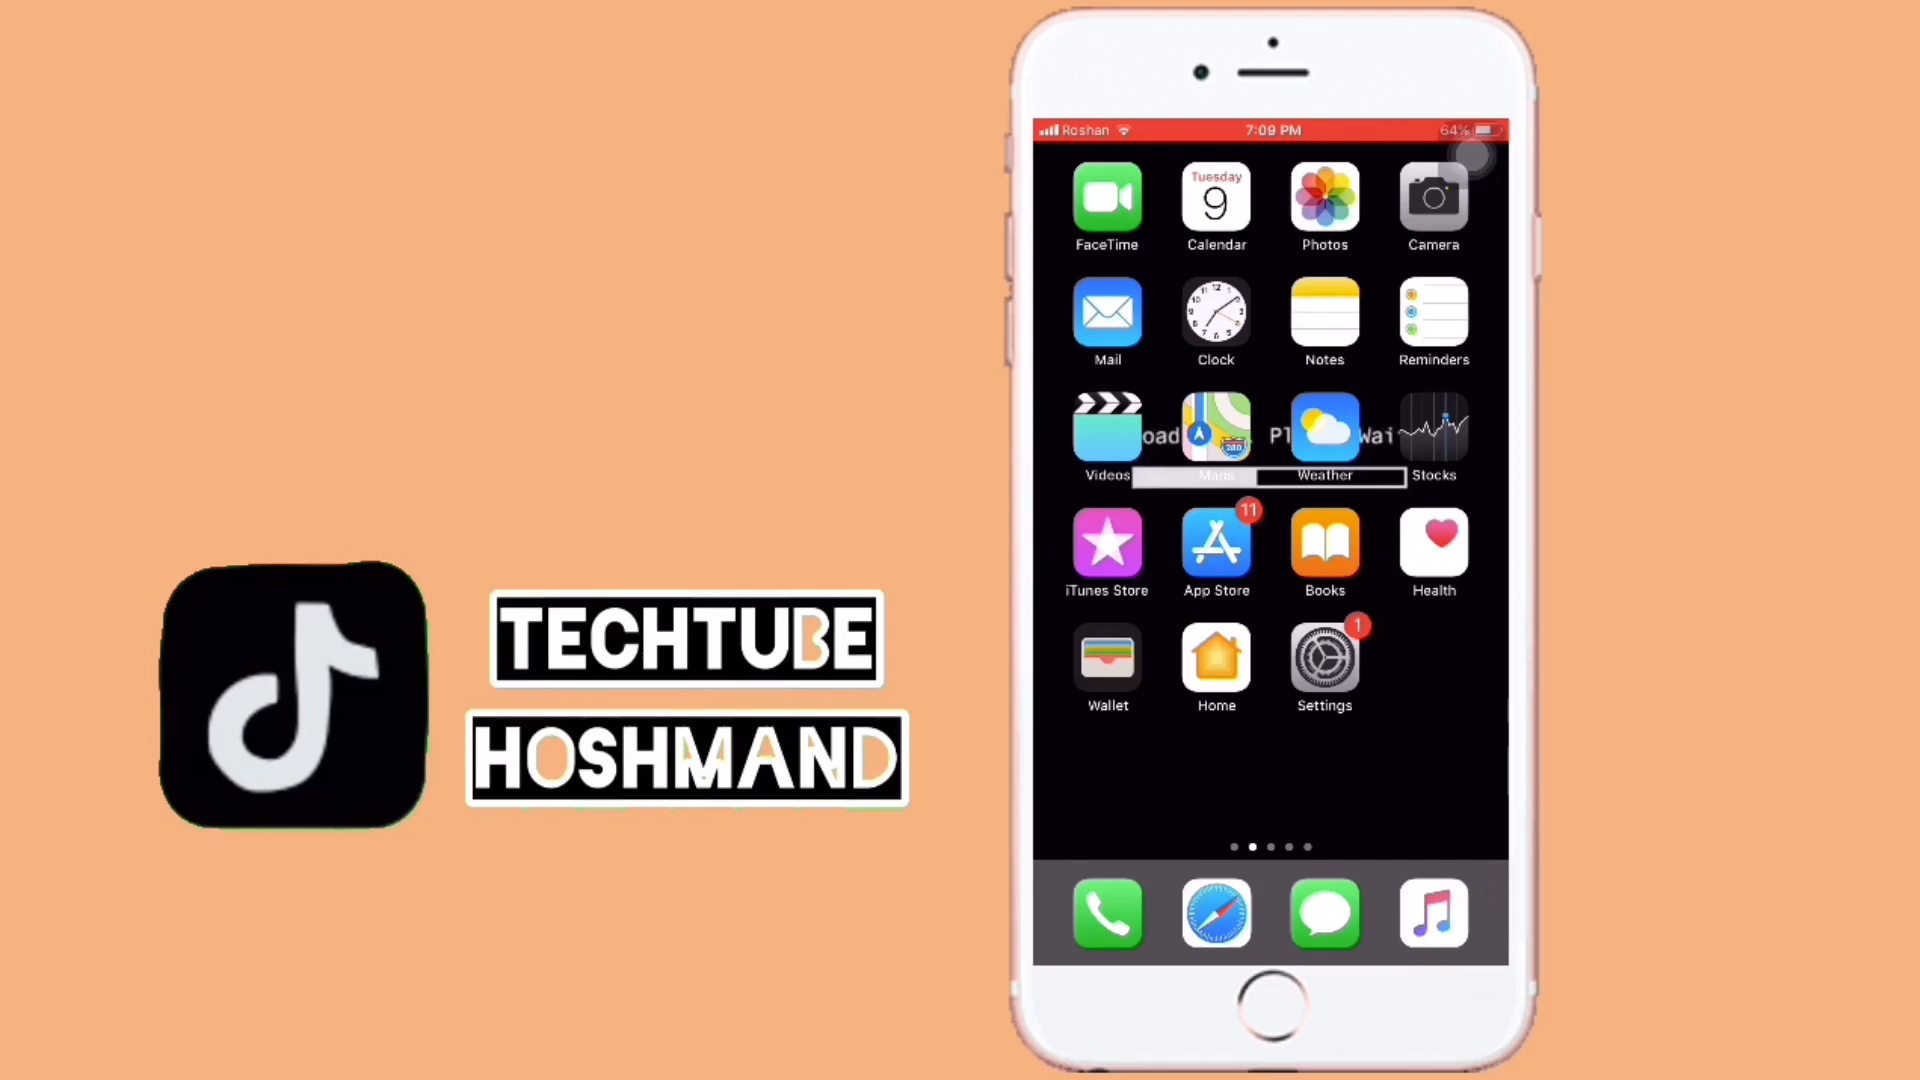 Roshan 7:09 PM 64%
Tuesday
9
FaceTime Calendar Photos Camera
Mail Clock Notes Reminders
Videos Maps Weather Stocks
11
iTunes Store App Store Books Health
1
Wallet Home Settings
TECHTUBE
HOSHMAND